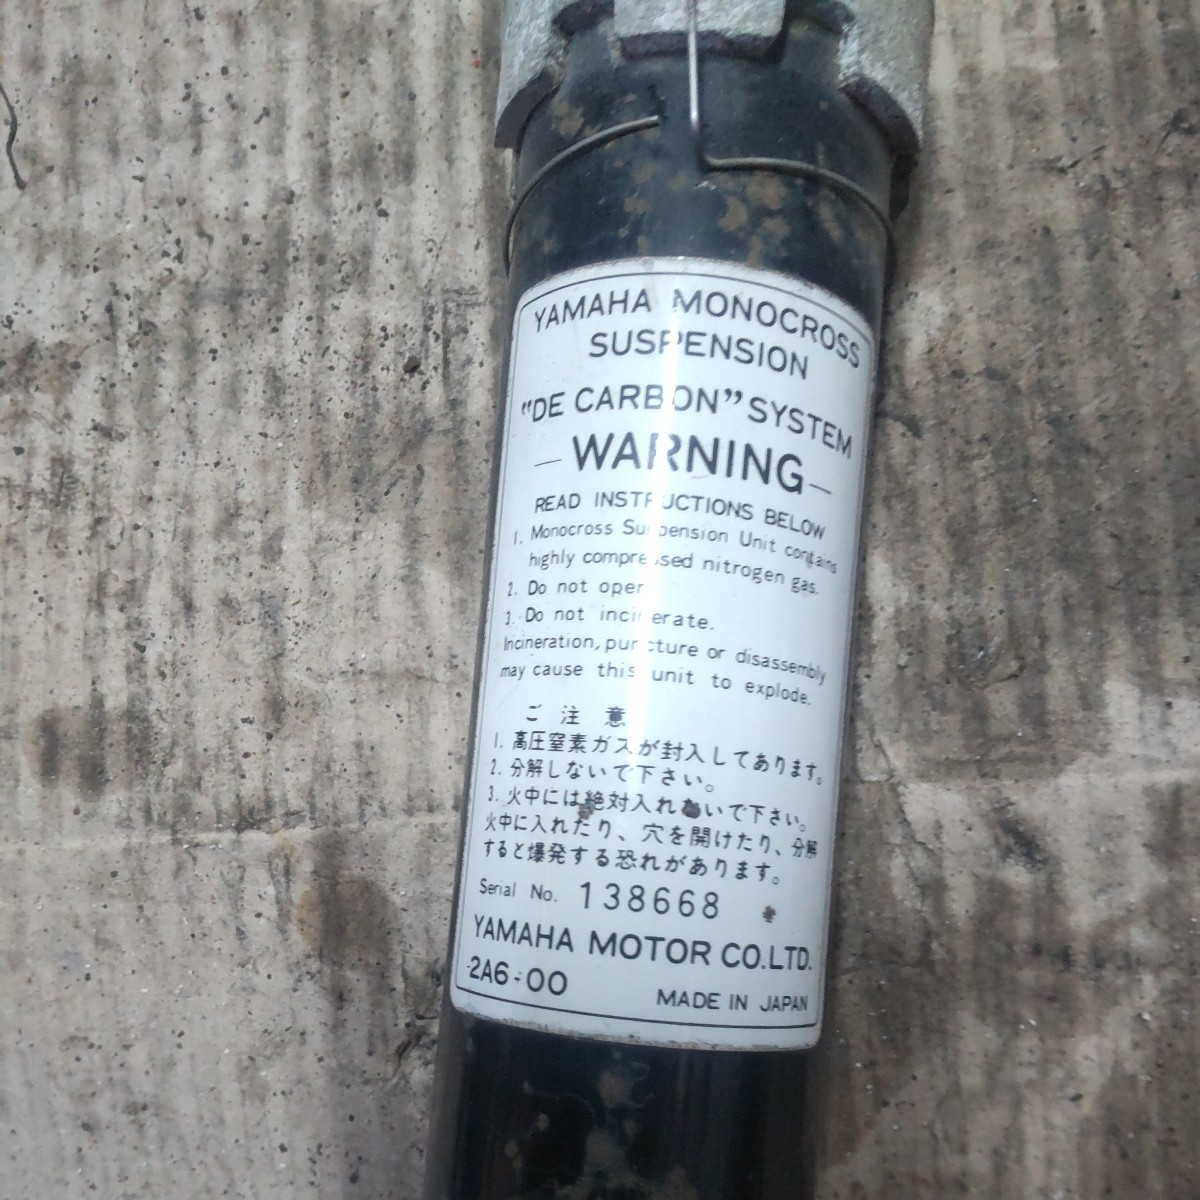 YAMAHA MONOCROSS
SUSPENSION
"DE CARBON" SYSTEM
— WARNING —
READ INSTRUCTIONS BELOW
1. Monocross Suspension Unit contains
highly compressed nitrogen gas.
2. Do not open
3. Do not incinerate.
Incineration, puncture or disassembly
may cause this unit to explode.
ご注意
1. 高圧窒素ガスが封入してあります。
2. 分解しないで下さい。
3. 火中には絶対入れないで下さい。
火中に入れたり、穴を開けたり、分解
すると爆発する恐れがあります。
Serial No. 138668
YAMAHA MOTOR CO.LTD.
2A6-00
MADE IN JAPAN